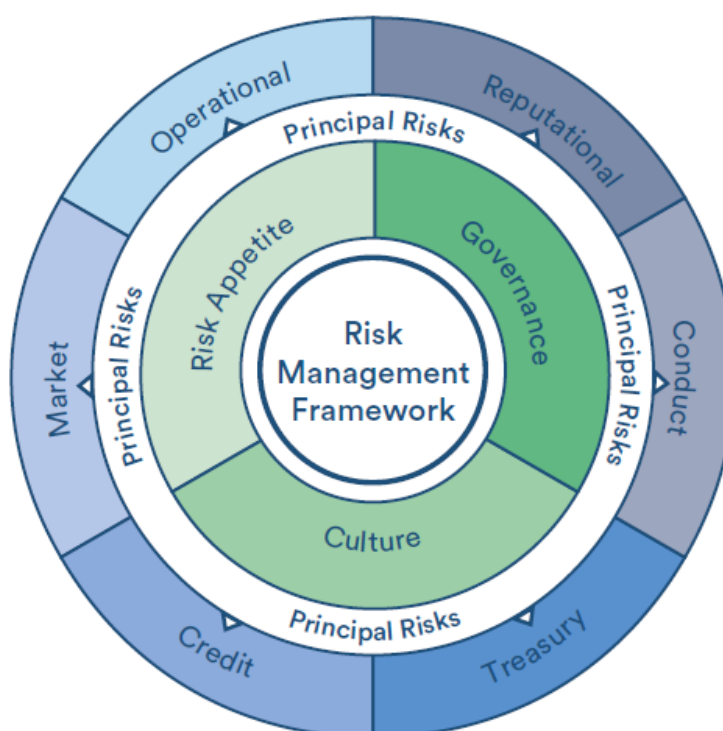 Operational
Reputational
Principal Risks
Risk Appetite
Governance
Principal Risks
Risk
Management
Framework
Principal Risks
Market
Conduct
Culture
Principal Risks
Credit
Treasury